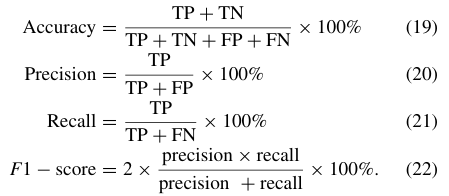 Accuracy = TP + TN / TP + TN + FP + FN × 100% (19)
Precision = TP / TP + FP × 100% (20)
Recall = TP / TP + FN × 100% (21)
F1 − score = 2 × precision × recall / precision + recall × 100%. (22)